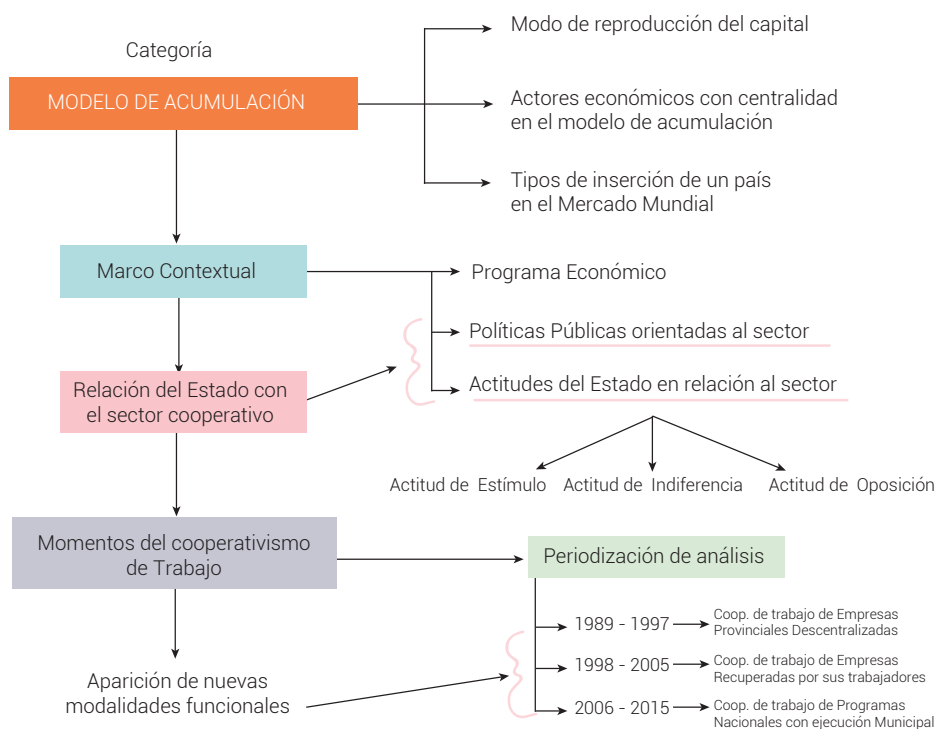 Categoría
MODELO DE ACUMULACIÓN
Modo de reproducción del capital
Actores económicos con centralidad
en el modelo de acumulación
Tipos de inserción de un país
en el Mercado Mundial
Marco Contextual
Programa Económico
Políticas Públicas orientadas al sector
Actitudes del Estado en relación al sector
Relación del Estado con
el sector cooperativo
Actitud de Estímulo
Actitud de Indiferencia
Actitud de Oposición
Momentos del cooperativismo
de Trabajo
Periodización de análisis
1989 - 1997
Coop. de trabajo de Empresas
Provinciales Descentralizadas
1998 - 2005
Coop. de trabajo de Empresas
Recuperadas por sus trabajadores
2006 - 2015
Coop. de trabajo de Programas
Nacionales con ejecución Municipal
Aparición de nuevas
modalidades funcionales